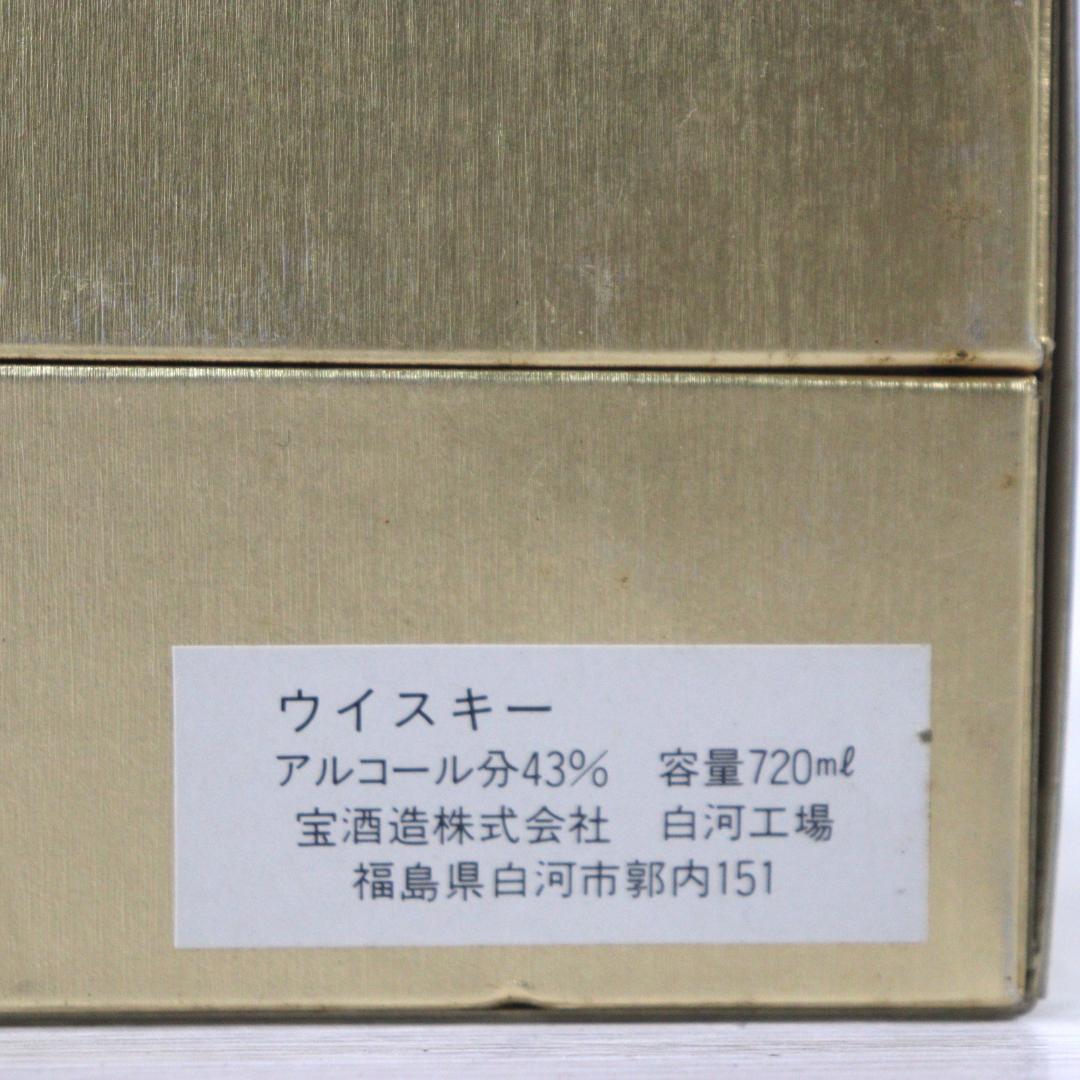 ウイスキー
アルコール分43% 容量720mℓ
宝酒造株式会社 白河工場
福島県白河市郭内151